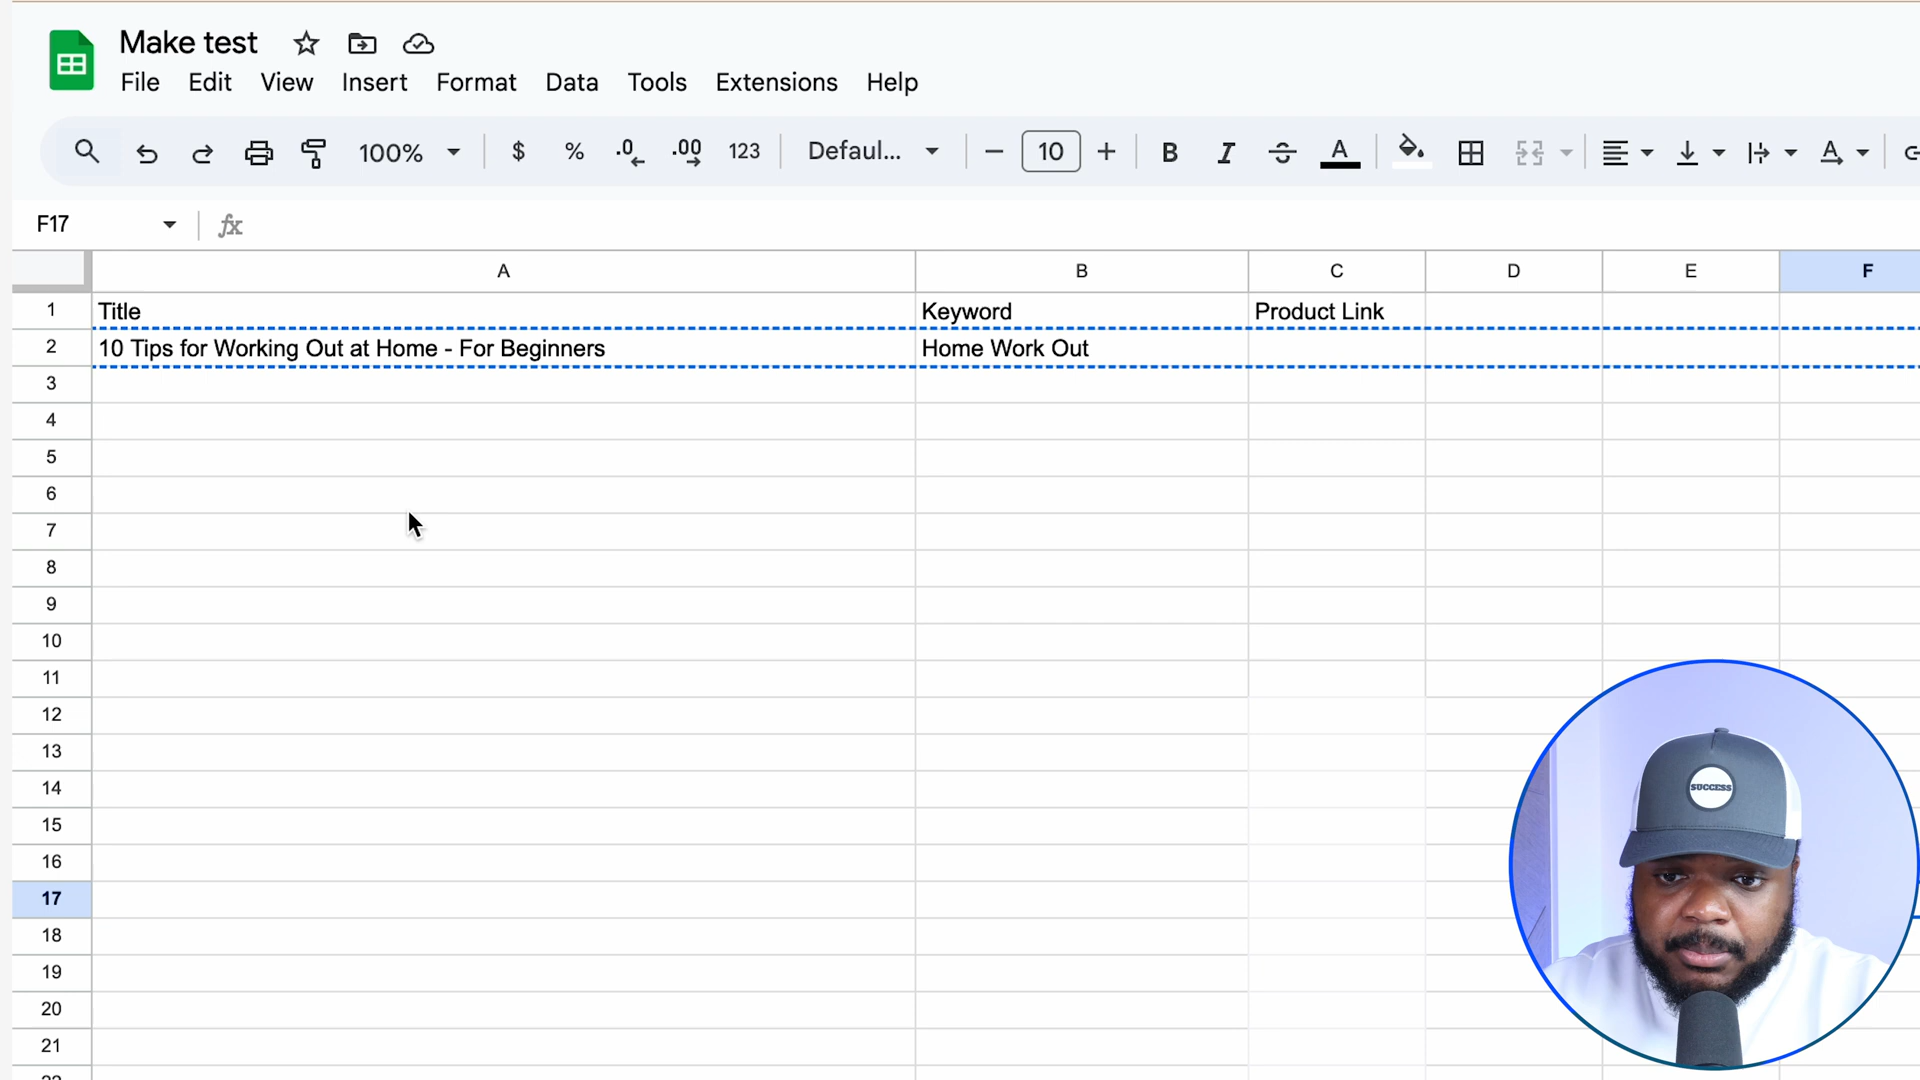 Make test
File Edit View Insert Format Data Tools Extensions Help
100% $ % .0 .00 123 Defaul... 10 B I A A
F17 fx
A B C D E F
1 Title Keyword Product Link
2 10 Tips for Working Out at Home - For Beginners Home Work Out
3
4
5
6
7
8
9
10
11
12
13
14
15
16
17
18
19
20
21
SUCCESS